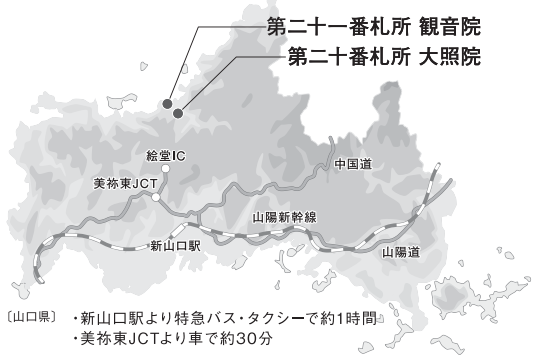 第二十一番札所 観音院
第二十番札所 大照院
絵堂IC
美祢東JCT
中国道
山陽新幹線
新山口駅
山陽道
〔山口県〕
・新山口駅より特急バス・タクシーで約1時間
・美祢東JCTより車で約30分